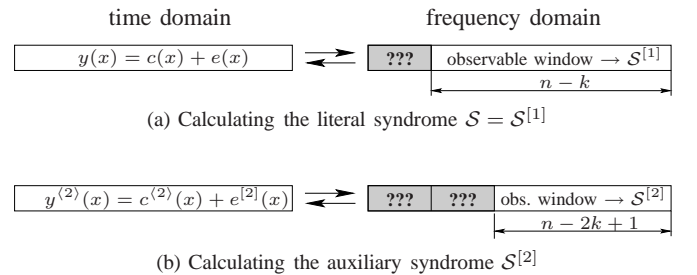 time domain frequency domain
y(x) = c(x) + e(x) ??? observable window → 𝒮^[1]
n − k
(a) Calculating the literal syndrome 𝒮 = 𝒮^[1]
y^⟨2⟩(x) = c^⟨2⟩(x) + e^[2](x) ??? ??? obs. window → 𝒮^[2]
n − 2k + 1
(b) Calculating the auxiliary syndrome 𝒮^[2]